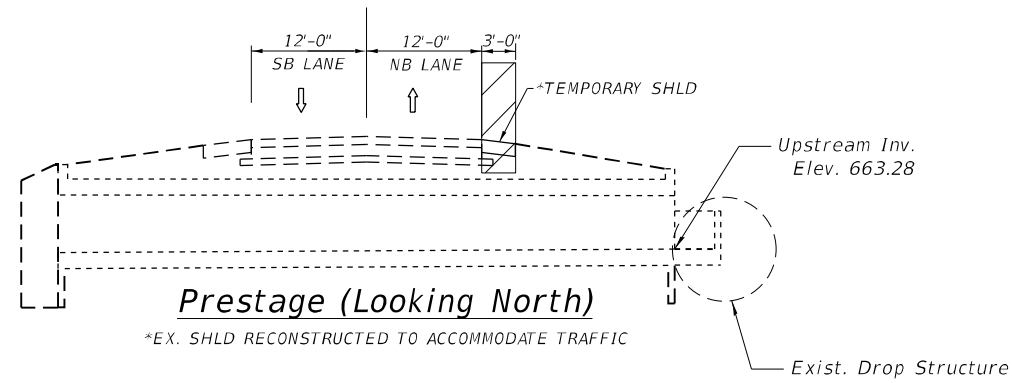 12'-0" 12'-0" 3'-0"
SB LANE NB LANE
*TEMPORARY SHLD
Upstream Inv.
Elev. 663.28
Prestage (Looking North)
*EX. SHLD RECONSTRUCTED TO ACCOMMODATE TRAFFIC
Exist. Drop Structure